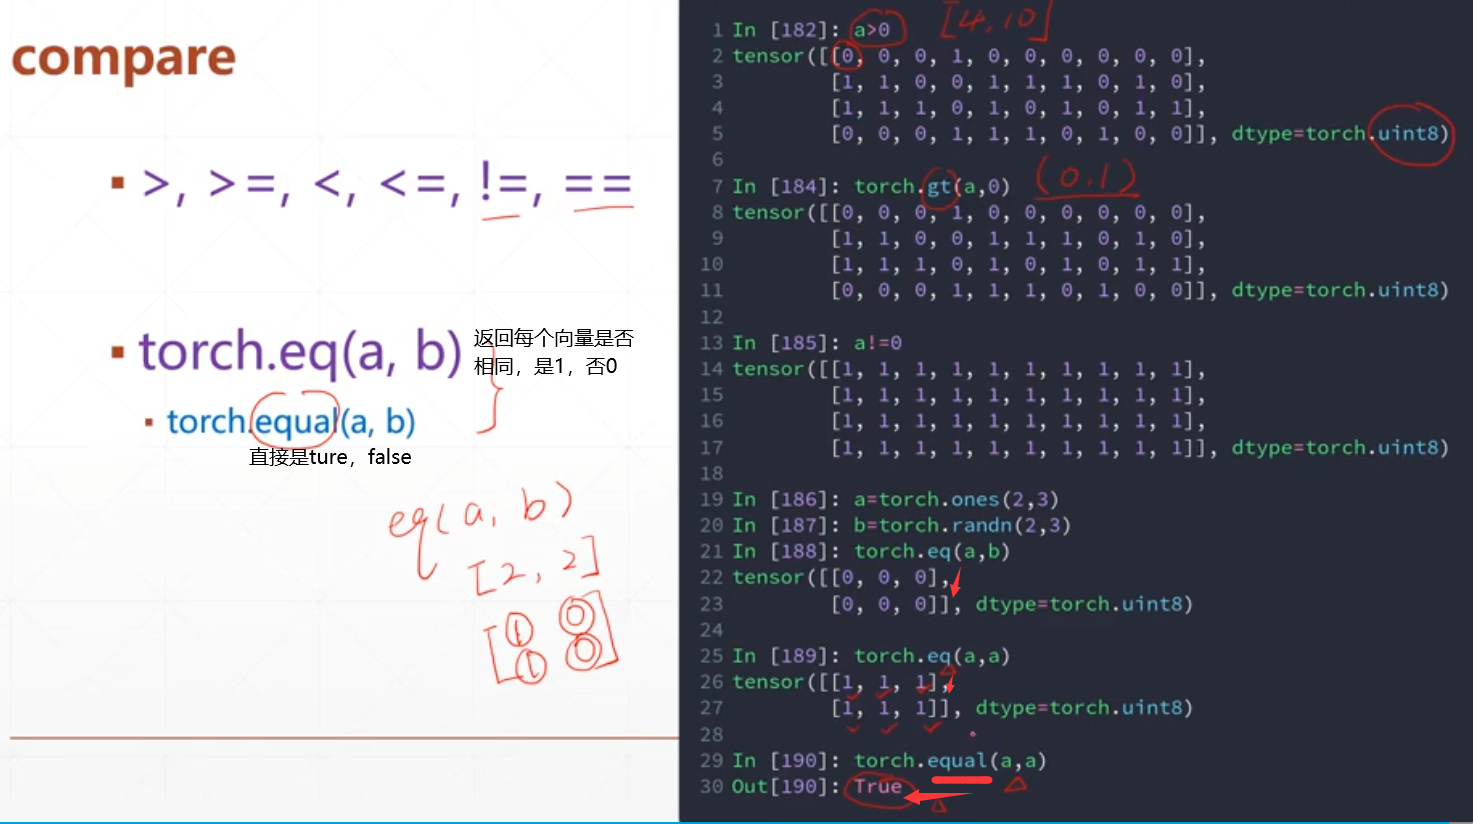 compare
▪ >, >=, <, <=, !=, ==
▪ torch.eq(a, b)
返回每个向量是否
相同，是1，否0
▪ torch.equal(a, b)
直接是ture，false
eq(a, b)
[2, 2]
[1 0
1 0]
1 In [182]: a>0
[4,10]
2 tensor([[0, 0, 0, 1, 0, 0, 0, 0, 0, 0],
3 [1, 1, 0, 0, 1, 1, 1, 0, 1, 0],
4 [1, 1, 1, 0, 1, 0, 1, 0, 1, 1],
5 [0, 0, 0, 1, 1, 1, 0, 1, 0, 0]], dtype=torch.uint8)
6
7 In [184]: torch.gt(a,0)
(0,1)
8 tensor([[0, 0, 0, 1, 0, 0, 0, 0, 0, 0],
9 [1, 1, 0, 0, 1, 1, 1, 0, 1, 0],
10 [1, 1, 1, 0, 1, 0, 1, 0, 1, 1],
11 [0, 0, 0, 1, 1, 1, 0, 1, 0, 0]], dtype=torch.uint8)
12
13 In [185]: a!=0
14 tensor([[1, 1, 1, 1, 1, 1, 1, 1, 1, 1],
15 [1, 1, 1, 1, 1, 1, 1, 1, 1, 1],
16 [1, 1, 1, 1, 1, 1, 1, 1, 1, 1],
17 [1, 1, 1, 1, 1, 1, 1, 1, 1, 1]], dtype=torch.uint8)
18
19 In [186]: a=torch.ones(2,3)
20 In [187]: b=torch.randn(2,3)
21 In [188]: torch.eq(a,b)
22 tensor([[0, 0, 0],
23 [0, 0, 0]], dtype=torch.uint8)
24
25 In [189]: torch.eq(a,a)
26 tensor([[1, 1, 1],
27 [1, 1, 1]], dtype=torch.uint8)
28
29 In [190]: torch.equal(a,a)
30 Out[190]: True